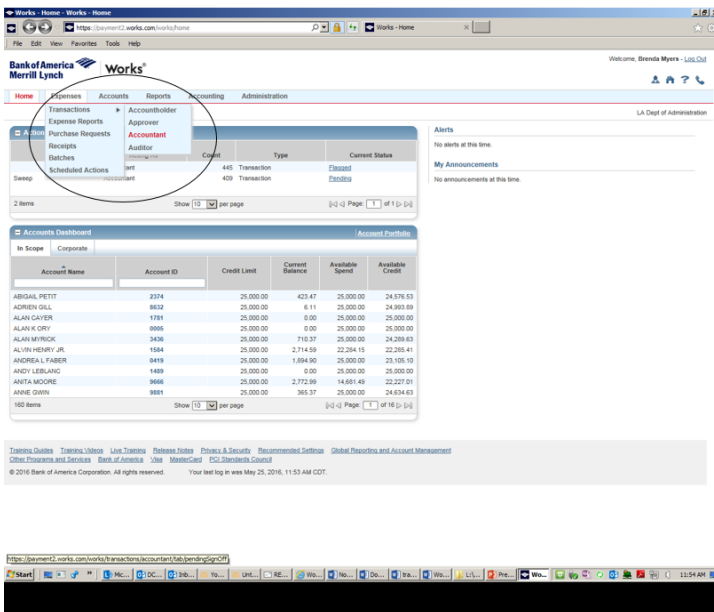 Works - Home - Works - Home
https://payment2.works.com/works/home
Works - Home
File Edit View Favorites Tools Help
Welcome, Brenda Myers - Log Out
Bank of America
Merrill Lynch
Works®
Home Expenses Accounts Reports Accounting Administration
LA Dept of Administration
Transactions
Expense Reports
Purchase Requests
Receipts
Batches
Scheduled Actions
Accountholder
Approver
Accountant
Auditor
Action
Count Type Current Status
445 Transaction Flagged
Sweep Accountant 409 Transaction Pending
2 items Show 10 per page Page: 1 of 1
Alerts
No alerts at this time.
My Announcements
No announcements at this time.
Accounts Dashboard Account Portfolio
In Scope Corporate
Account Name Account ID Credit Limit Current Balance Available Spend Available Credit
ABIGAIL PETIT 2374 25,000.00 423.47 25,000.00 24,576.53
ADRIEN GILL 8632 25,000.00 6.11 25,000.00 24,993.89
ALAN CAYER 1781 25,000.00 0.00 25,000.00 25,000.00
ALAN K ORY 0005 25,000.00 0.00 25,000.00 25,000.00
ALAN MYRICK 3436 25,000.00 710.37 25,000.00 24,289.63
ALVIN HENRY JR. 1584 25,000.00 2,714.59 22,284.15 22,285.41
ANDREA L FABER 0419 25,000.00 1,894.90 25,000.00 23,105.10
ANDY LEBLANC 1489 25,000.00 0.00 25,000.00 25,000.00
ANITA MOORE 9666 25,000.00 2,772.99 14,681.49 22,227.01
ANNE GWIN 9881 25,000.00 365.37 25,000.00 24,634.63
160 items Show 10 per page Page: 1 of 16
Training Guides Training Videos Live Training Release Notes Privacy & Security Recommended Settings Global Reporting and Account Management
Other Programs and Services Bank of America Visa MasterCard PCI Standards Council
© 2016 Bank of America Corporation. All rights reserved. Your last log in was May 25, 2016, 11:53 AM CDT.
https://payment2.works.com/works/transactions/accountant/tab/pendingSignOff
Start Mic... DC... Inb... Yo... Unt... RE... Wo... No... Do... tra... Wo... L:\... Pre... Wo... 11:54 AM